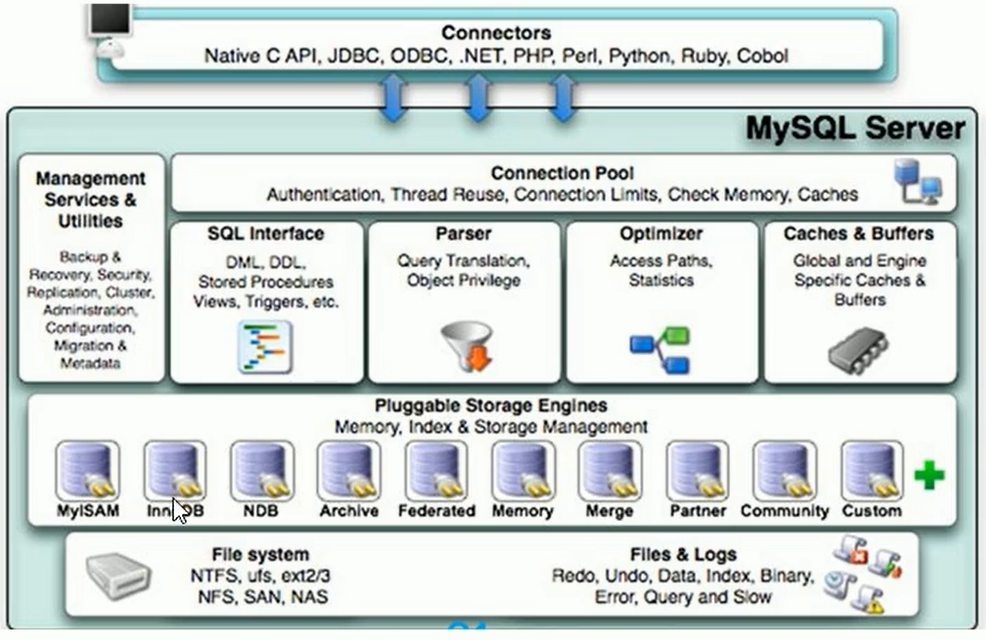 Connectors
Native C API, JDBC, ODBC, .NET, PHP, Perl, Python, Ruby, Cobol
MySQL Server
Management
Services &
Utilities
Backup &
Recovery, Security,
Replication, Cluster,
Administration,
Configuration,
Migration &
Metadata
Connection Pool
Authentication, Thread Reuse, Connection Limits, Check Memory, Caches
SQL Interface
DML, DDL,
Stored Procedures
Views, Triggers, etc.
Parser
Query Translation,
Object Privilege
Optimizer
Access Paths,
Statistics
Caches & Buffers
Global and Engine
Specific Caches &
Buffers
Pluggable Storage Engines
Memory, Index & Storage Management
MyISAM
InnoDB
NDB
Archive
Federated
Memory
Merge
Partner
Community
Custom
File system
NTFS, ufs, ext2/3
NFS, SAN, NAS
Files & Logs
Redo, Undo, Data, Index, Binary,
Error, Query and Slow